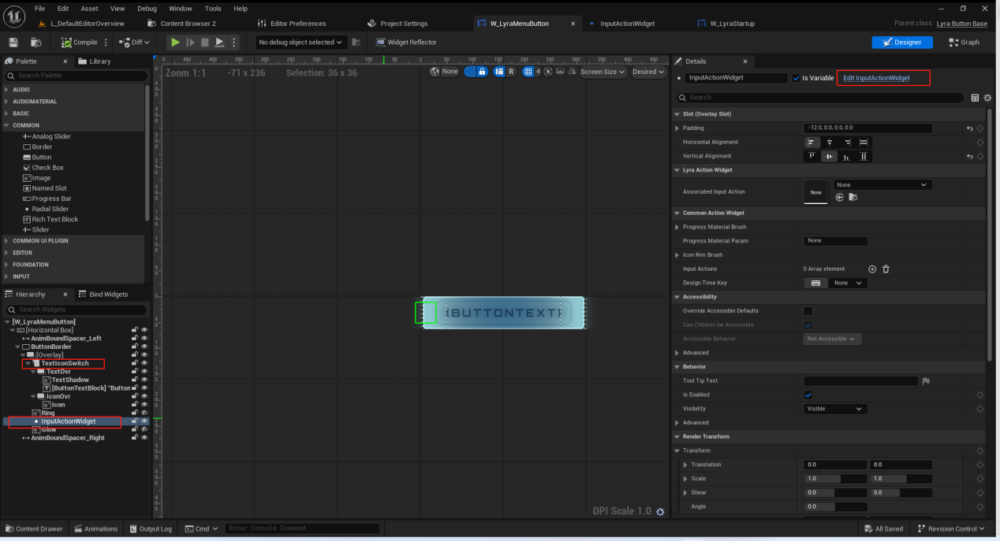 File Edit Asset View Debug Window Tools Help
L_DefaultEditorOverview Content Browser 2 Editor Preferences Project Settings W_LyraMenuButton InputActionWidget W_LyraStartup Parent class: Lyra Button Base
Compile Diff No debug object selected Widget Reflector Designer Graph
Palette Library
Search Palette
AUDIO
AUDIOMATERIAL
BASIC
COMMON
Analog Slider
Border
Button
Check Box
Image
Named Slot
Progress Bar
Radial Slider
Rich Text Block
Slider
COMMON UI PLUGIN
EDITOR
FOUNDATION
INPUT
Hierarchy Bind Widgets
Search Widgets
[W_LyraMenuButton]
[Horizontal Box]
AnimBoundSpacer_Left
ButtonBorder
[Overlay]
TextIconSwitch
TextOvr
TextShadow
[ButtonTextBlock] "Button
IconOvr
Icon
Ring
InputActionWidget
Glow
AnimBoundSpacer_Right
Zoom 1:1 -71 x 236 Selection: 36 x 36
None R 4 Screen Size Desired
{BUTTONTEXT}
DPI Scale 1.0
Details
InputActionWidget Is Variable Edit InputActionWidget
Search
Slot (Overlay Slot)
Padding -12.0, 0.0, 0.0, 0.0
Horizontal Alignment
Vertical Alignment
Lyra Action Widget
Associated Input Action None None
Common Action Widget
Progress Material Brush
Progress Material Param None
Icon Rim Brush
Input Actions 0 Array element
Design Time Key None
Accessibility
Override Accessible Defaults
Can Children be Accessible
Accessible Behavior Not Accessible
Advanced
Behavior
Tool Tip Text
Is Enabled
Visibility Visible
Advanced
Render Transform
Transform
Translation 0.0 0.0
Scale 1.0 1.0
Shear 0.0 0.0
Angle 0.0
Content Drawer Animations Output Log Cmd Enter Console Command All Saved Revision Control